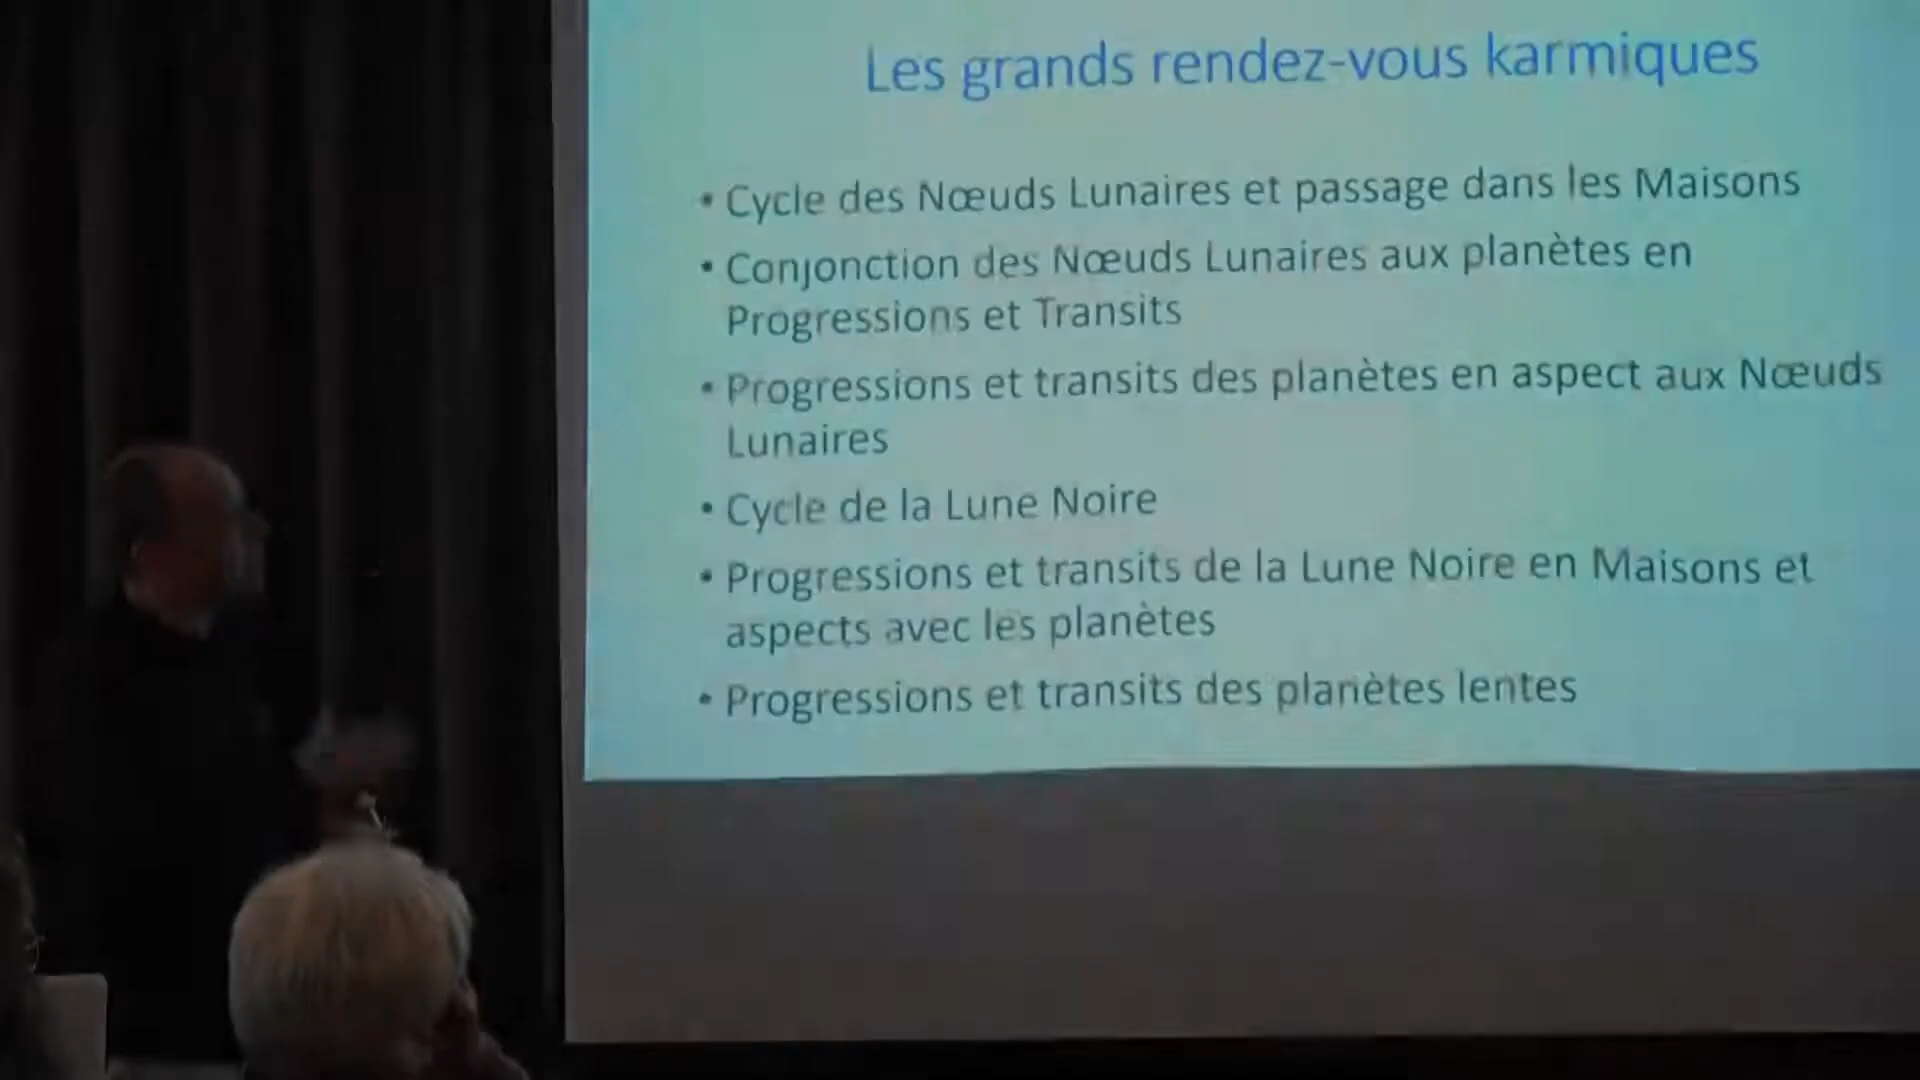 Les grands rendez-vous karmiques
• Cycle des Nœuds Lunaires et passage dans les Maisons
• Conjonction des Nœuds Lunaires aux planètes en
Progressions et Transits
• Progressions et transits des planètes en aspect aux Nœuds
Lunaires
• Cycle de la Lune Noire
• Progressions et transits de la Lune Noire en Maisons et
aspects avec les planètes
• Progressions et transits des planètes lentes